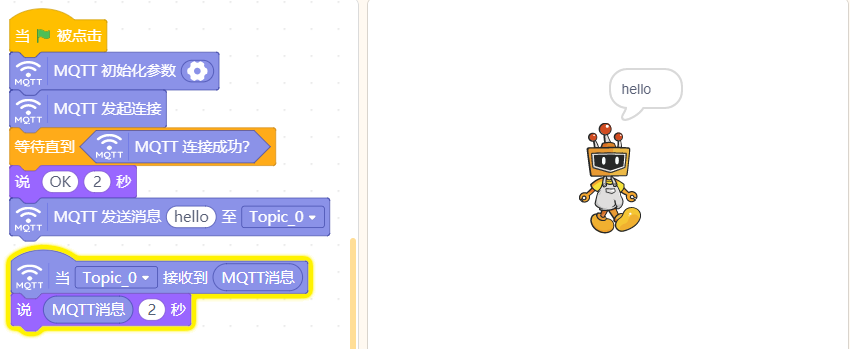 当 被点击
MQTT MQTT 初始化参数
MQTT MQTT 发起连接
等待直到 MQTT MQTT 连接成功?
说 OK 2 秒
MQTT MQTT 发送消息 hello 至 Topic_0
MQTT 当 Topic_0 接收到 MQTT消息
说 MQTT消息 2 秒
hello